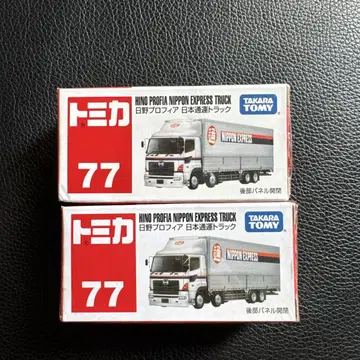 トミカ
77
HINO PROFIA NIPPON EXPRESS TRUCK
日野プロフィア 日本通運トラック
TAKARA
TOMY
通 NIPPON EXPRESS
後部パネル開閉
トミカ
77
HINO PROFIA NIPPON EXPRESS TRUCK
日野プロフィア 日本通運トラック
TAKARA
TOMY
通 NIPPON EXPRESS
後部パネル開閉